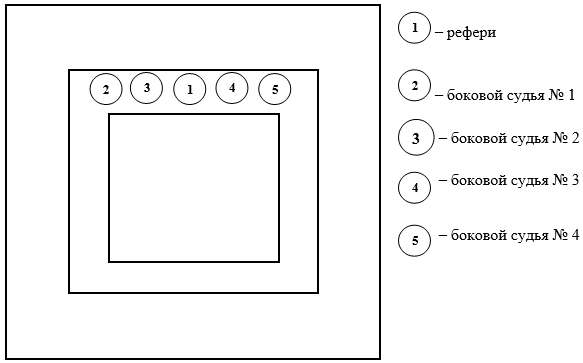 2 3 1 4 5
1 – рефери
2 – боковой судья № 1
3 – боковой судья № 2
4 – боковой судья № 3
5 – боковой судья № 4